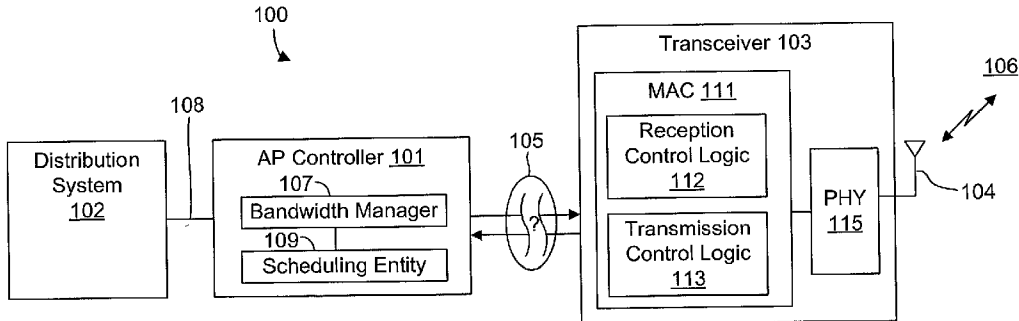 100
Transceiver 103
106
MAC 111
108
105
Distribution
System
102
AP Controller 101
107
Bandwidth Manager
109
Scheduling Entity
?
Reception
Control Logic
112
Transmission
Control Logic
113
PHY
115
104